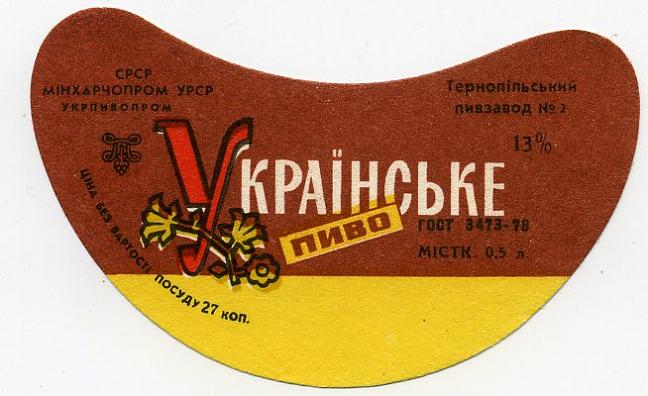 СРСР
МІНХАРЧОПРОМ УРСР
УКРПИВОПРОМ
Тернопільський
пивзавод № 2
13%
УКРАЇНСЬКЕ
ПИВО
ГОСТ 3473-78
МІСТК. 0,5 л.
ЦІНА БЕЗ ВАРТОСТІ ПОСУДУ 27 КОП.